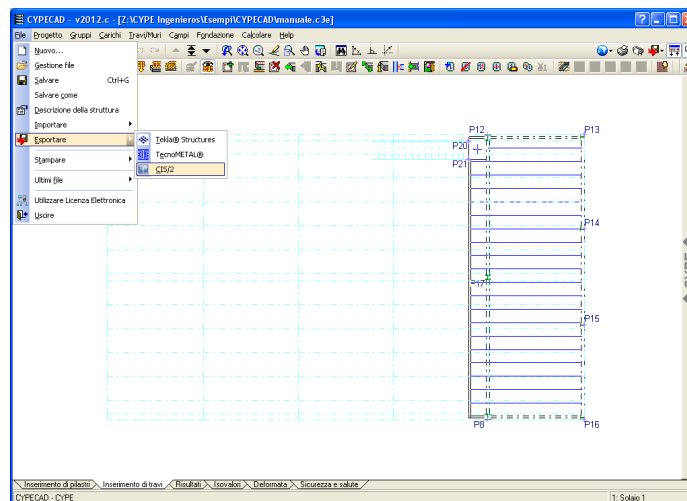 CYPECAD - v2012.c - [Z:\CYPE Ingenieros\Esempi\CYPECAD\manuale.c3e]
File Progetto Gruppi Carichi Travi/Muri Campi Fondazione Calcolare Help
Nuovo...
Gestione file
Salvare Ctrl+G
Salvare come
Descrizione della struttura
Importare
Esportare
Tekla® Structures
TecnoMETAL®
CIS/2
Stampare
Ultimi file
Utilizzare Licenza Elettronica
Uscire
P12
P13
P20
P21
P14
P17
P15
P8
P16
CYPE
Inserimento di pilastri Inserimento di travi Risultati Isovalori Deformata Sicurezza e salute
CYPECAD - CYPE
1: Solaio 1